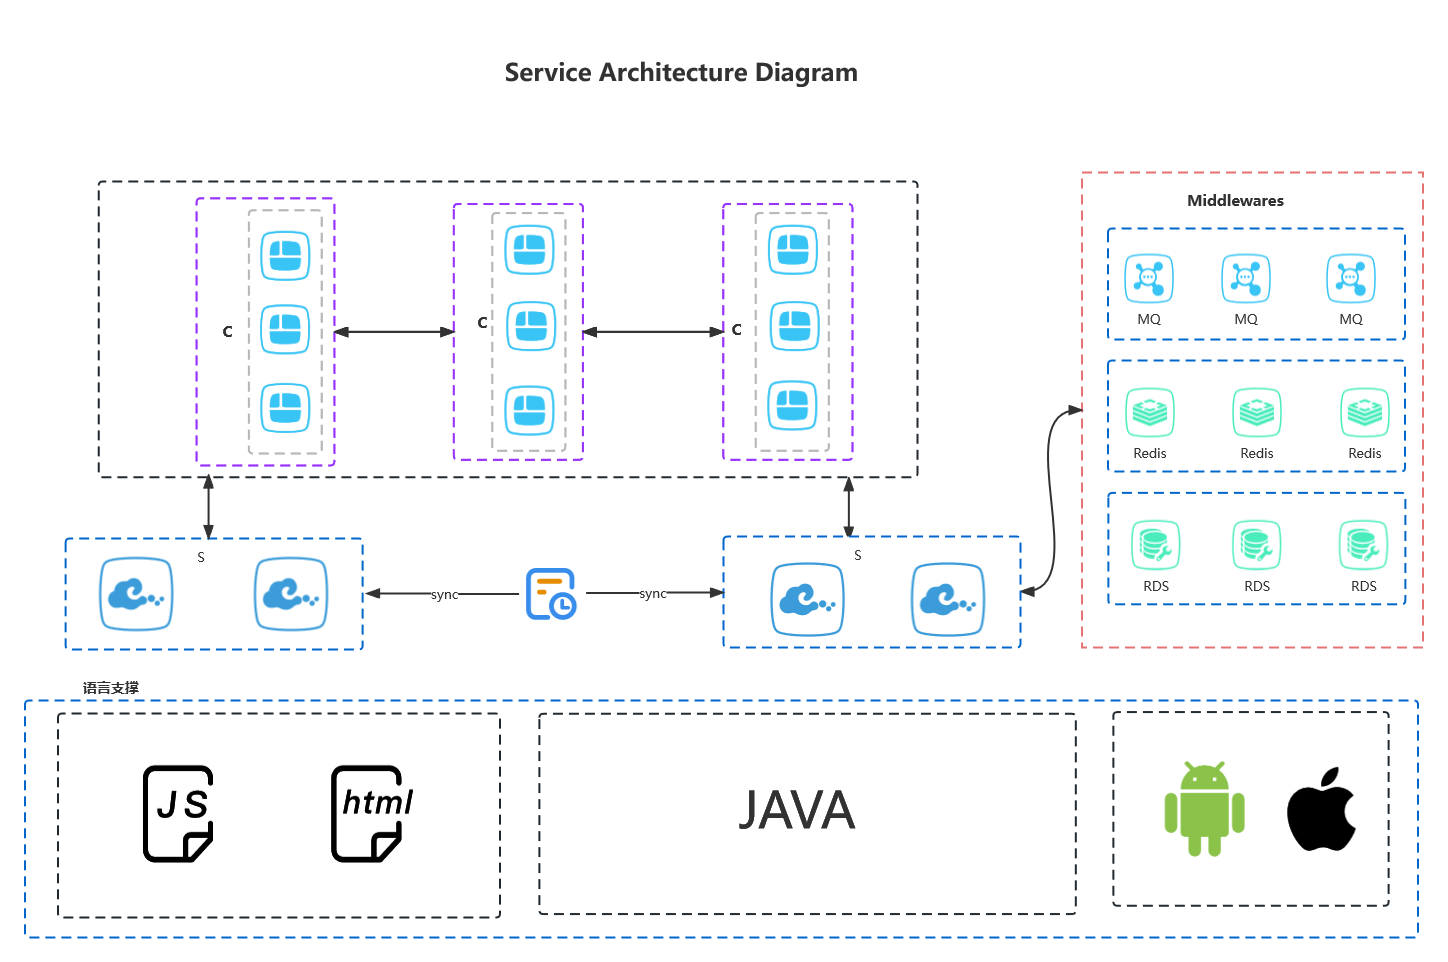 Service Architecture Diagram
C
C
C
Middlewares
MQ
MQ
MQ
Redis
Redis
Redis
RDS
RDS
RDS
S
S
sync
sync
语言支撑
JS
html
JAVA